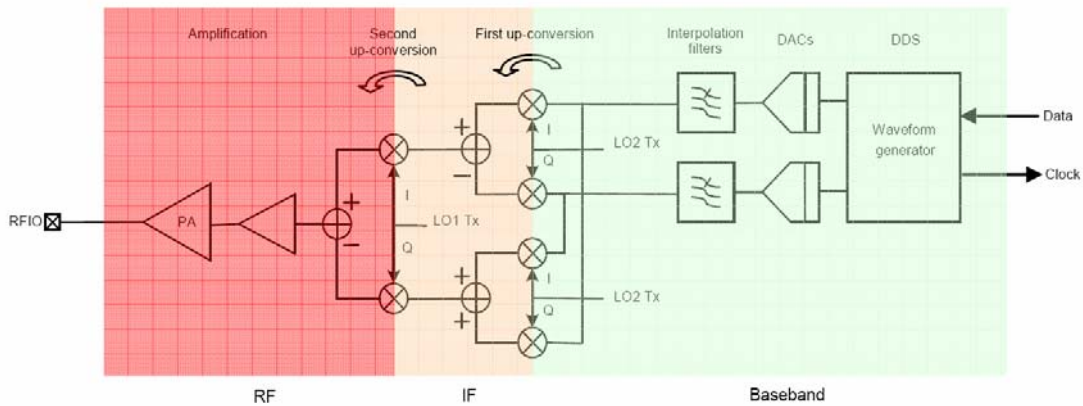 Amplification
Second
up-conversion
First up-conversion
Interpolation
filters
DACs
DDS
Waveform
generator
Data
Clock
LO2 Tx
I
Q
+
−
LO1 Tx
I
Q
+
−
PA
RFIO
LO2 Tx
I
Q
+
+
RF
IF
Baseband